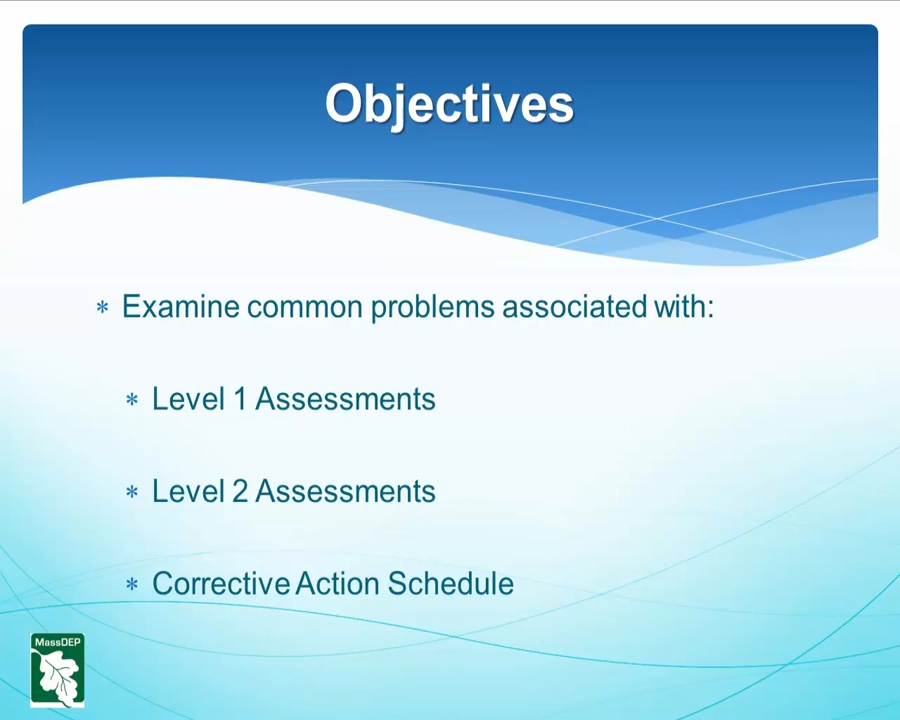 Objectives
* Examine common problems associated with:
* Level 1 Assessments
* Level 2 Assessments
* Corrective Action Schedule
MassDEP